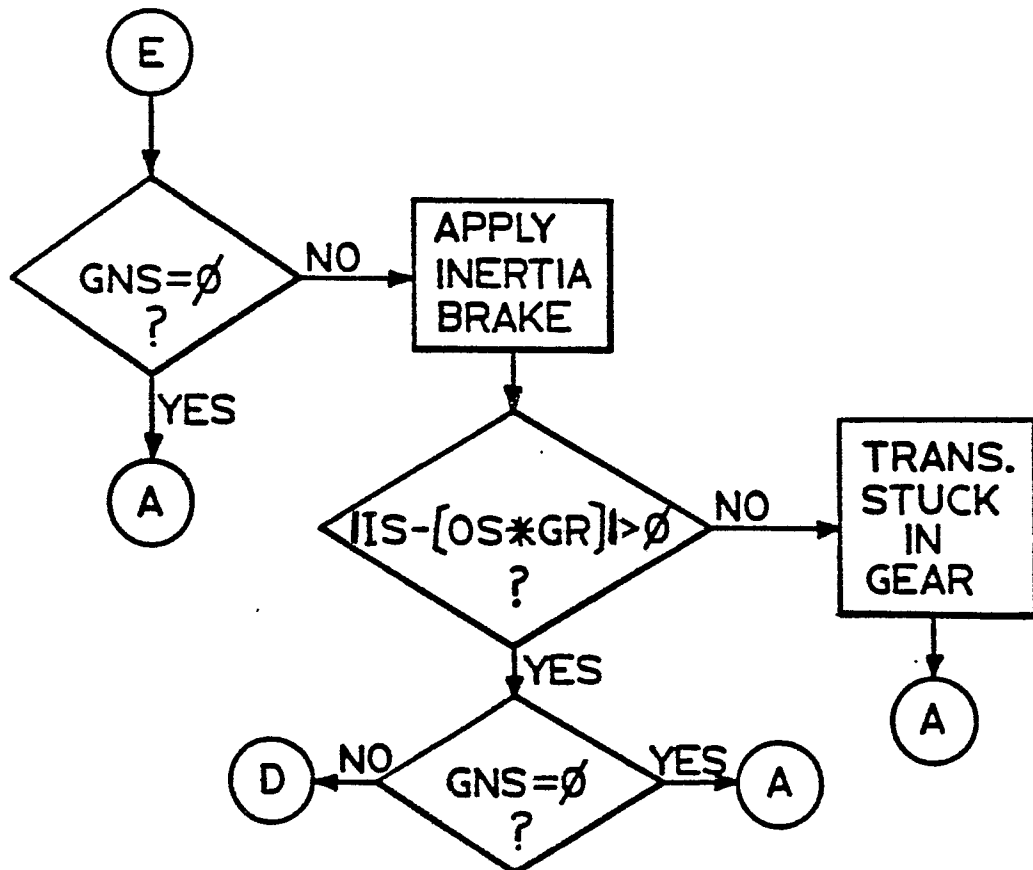 E
GNS=Ø
?
NO
APPLY
INERTIA
BRAKE
YES
A
|IS-[OS*GR]|>Ø
?
NO
TRANS.
STUCK
IN
GEAR
A
YES
GNS=Ø
?
NO
D
YES
A